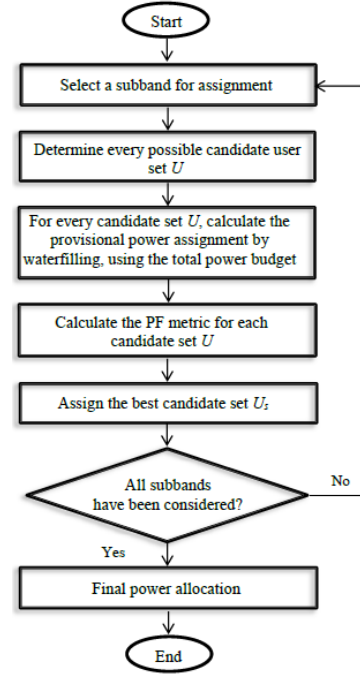 Start
Select a subband for assignment
Determine every possible candidate user
set U
For every candidate set U, calculate the
provisional power assignment by
waterfilling, using the total power budget
Calculate the PF metric for each
candidate set U
Assign the best candidate set Us
All subbands
have been considered?
No
Yes
Final power allocation
End